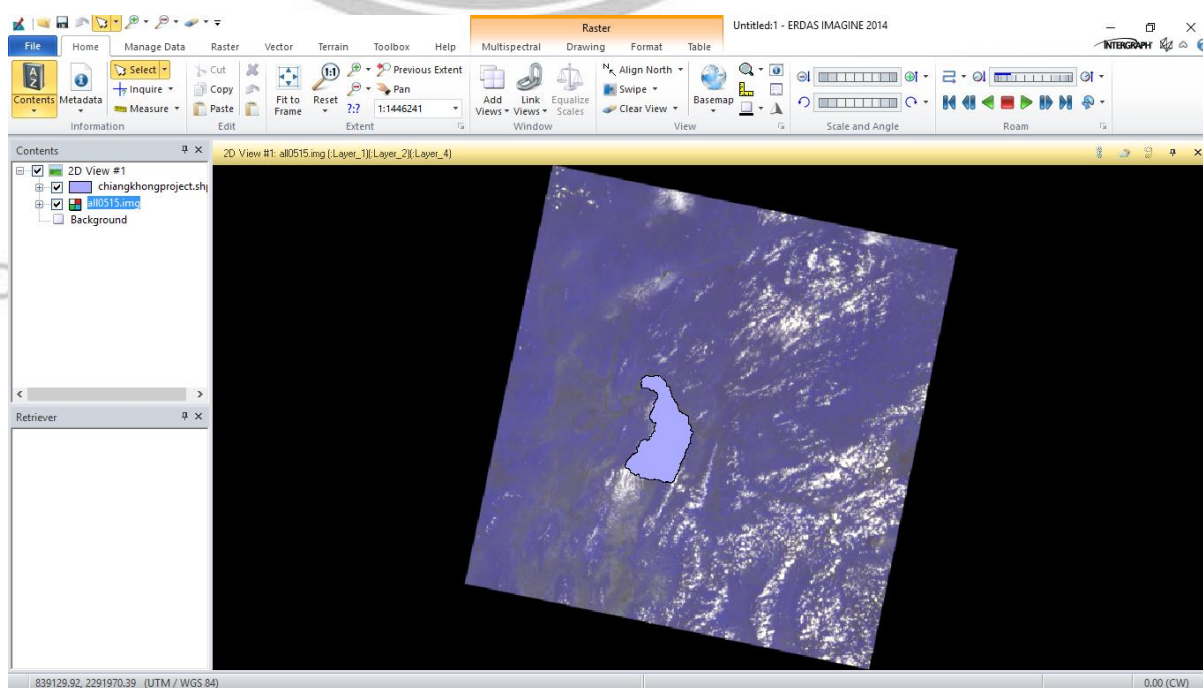 Raster
Untitled:1 - ERDAS IMAGINE 2014
File Home Manage Data Raster Vector Terrain Toolbox Help Multispectral Drawing Format Table
INTERGRAPH
Contents
Metadata
Select
Inquire
Measure
Information
Cut
Copy
Paste
Edit
Fit to Frame
1:1
Reset
?:?
Previous Extent
Pan
1:1446241
Extent
Add Views
Link Views
Equalize Scales
Window
Align North
Swipe
Clear View
Basemap
View
Scale and Angle
Roam
Contents
2D View #1
chiangkhongproject.shp
all0515.img
Background
Retriever
2D View #1: all0515.img (:Layer_1)(:Layer_2)(:Layer_4)
839129.92, 2291970.39 (UTM / WGS 84)
0.00 (CW)